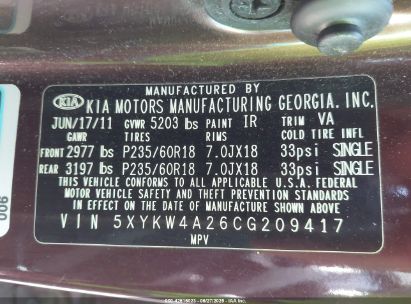 MANUFACTURED BY
KIA KIA MOTORS MANUFACTURING GEORGIA, INC.
JUN/17/11 GVWR 5203 lbs PAINT IR TRIM VA
GAWR TIRES RIMS COLD TIRE INFL
FRONT 2977 lbs P235/60R18 7.0JX18 33psi SINGLE
REAR 3197 lbs P235/60R18 7.0JX18 33psi SINGLE
THIS VEHICLE CONFORMS TO ALL APPLICABLE U.S.A. FEDERAL
MOTOR VEHICLE SAFETY AND THEFT PREVENTION STANDARDS
IN EFFECT ON THE DATE OF MANUFACTURE SHOWN ABOVE.
VIN 5XYKW4A26CG209417
MPV
006